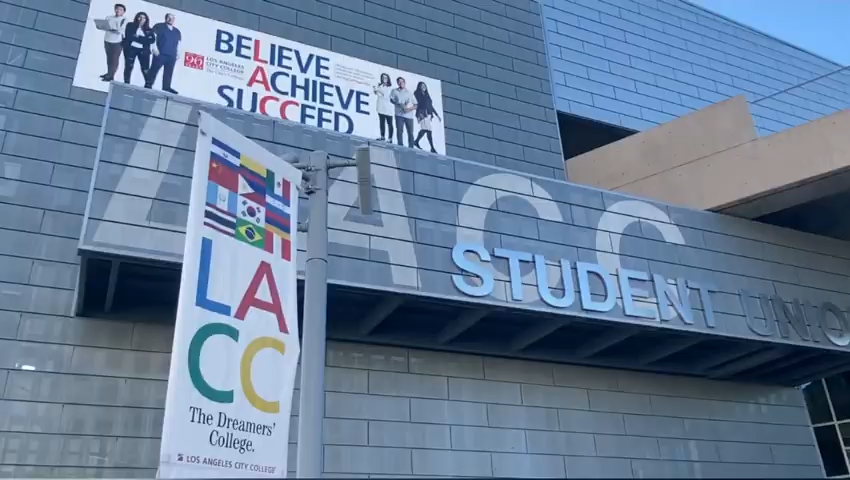 BELIEVE
ACHIEVE
SUCCEED
LOS ANGELES
CITY COLLEGE
LACC
STUDENT UNION
LA
CC
The Dreamers'
College.
LOS ANGELES CITY COLLEGE